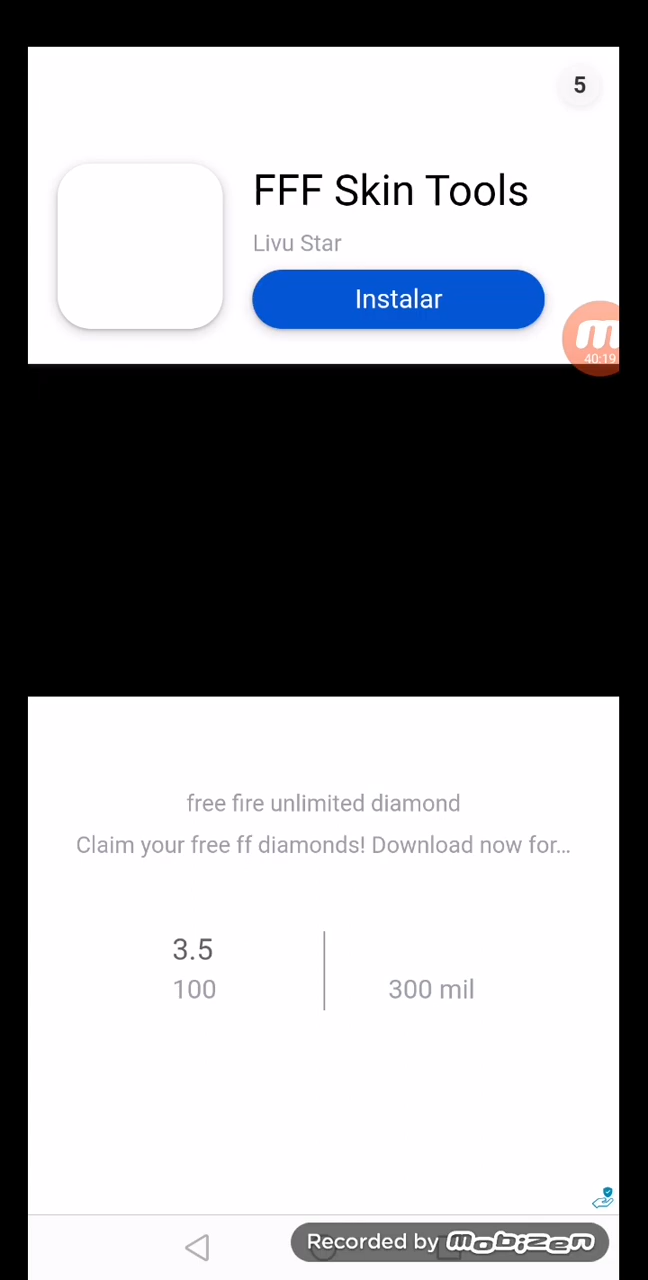 5
FFF Skin Tools
Livu Star
Instalar
40:19
free fire unlimited diamond
Claim your free ff diamonds! Download now for...
3.5
100
300 mil
Recorded by mobizen